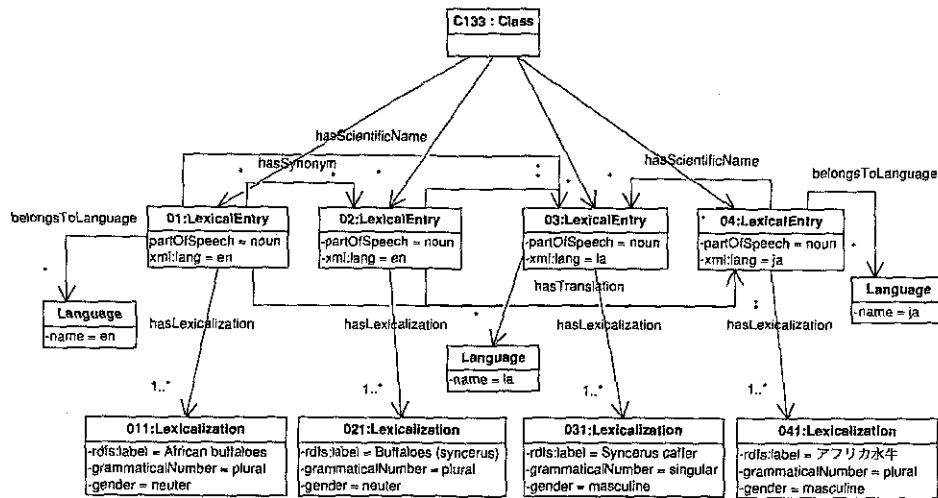 C133 : Class
hasScientificName
hasSynonym
hasScientificName
belongsToLanguage
belongsToLanguage
01:LexicalEntry
partOfSpeech = noun
xml:lang = en
02:LexicalEntry
-partOfSpeech = noun
-xml:lang = en
03:LexicalEntry
-partOfSpeech = noun
-xml:lang = la
04:LexicalEntry
-partOfSpeech = noun
-xml:lang = ja
hasTranslation
Language
-name = en
Language
-name = la
Language
-name = ja
hasLexicalization
hasLexicalization
hasLexicalization
hasLexicalization
1..*
1..*
1..*
1..*
011:Lexicalization
-rdfs:label = African buffaloes
-grammaticalNumber = plural
-gender = neuter
021:Lexicalization
-rdfs:label = Buffaloes (syncerus)
-grammaticalNumber = plural
-gender = neuter
031:Lexicalization
-rdfs:label = Syncerus caffer
-grammaticalNumber = singular
-gender = masculine
041:Lexicalization
-rdfs:label = アフリカ水牛
-grammaticalNumber = plural
-gender = masculine